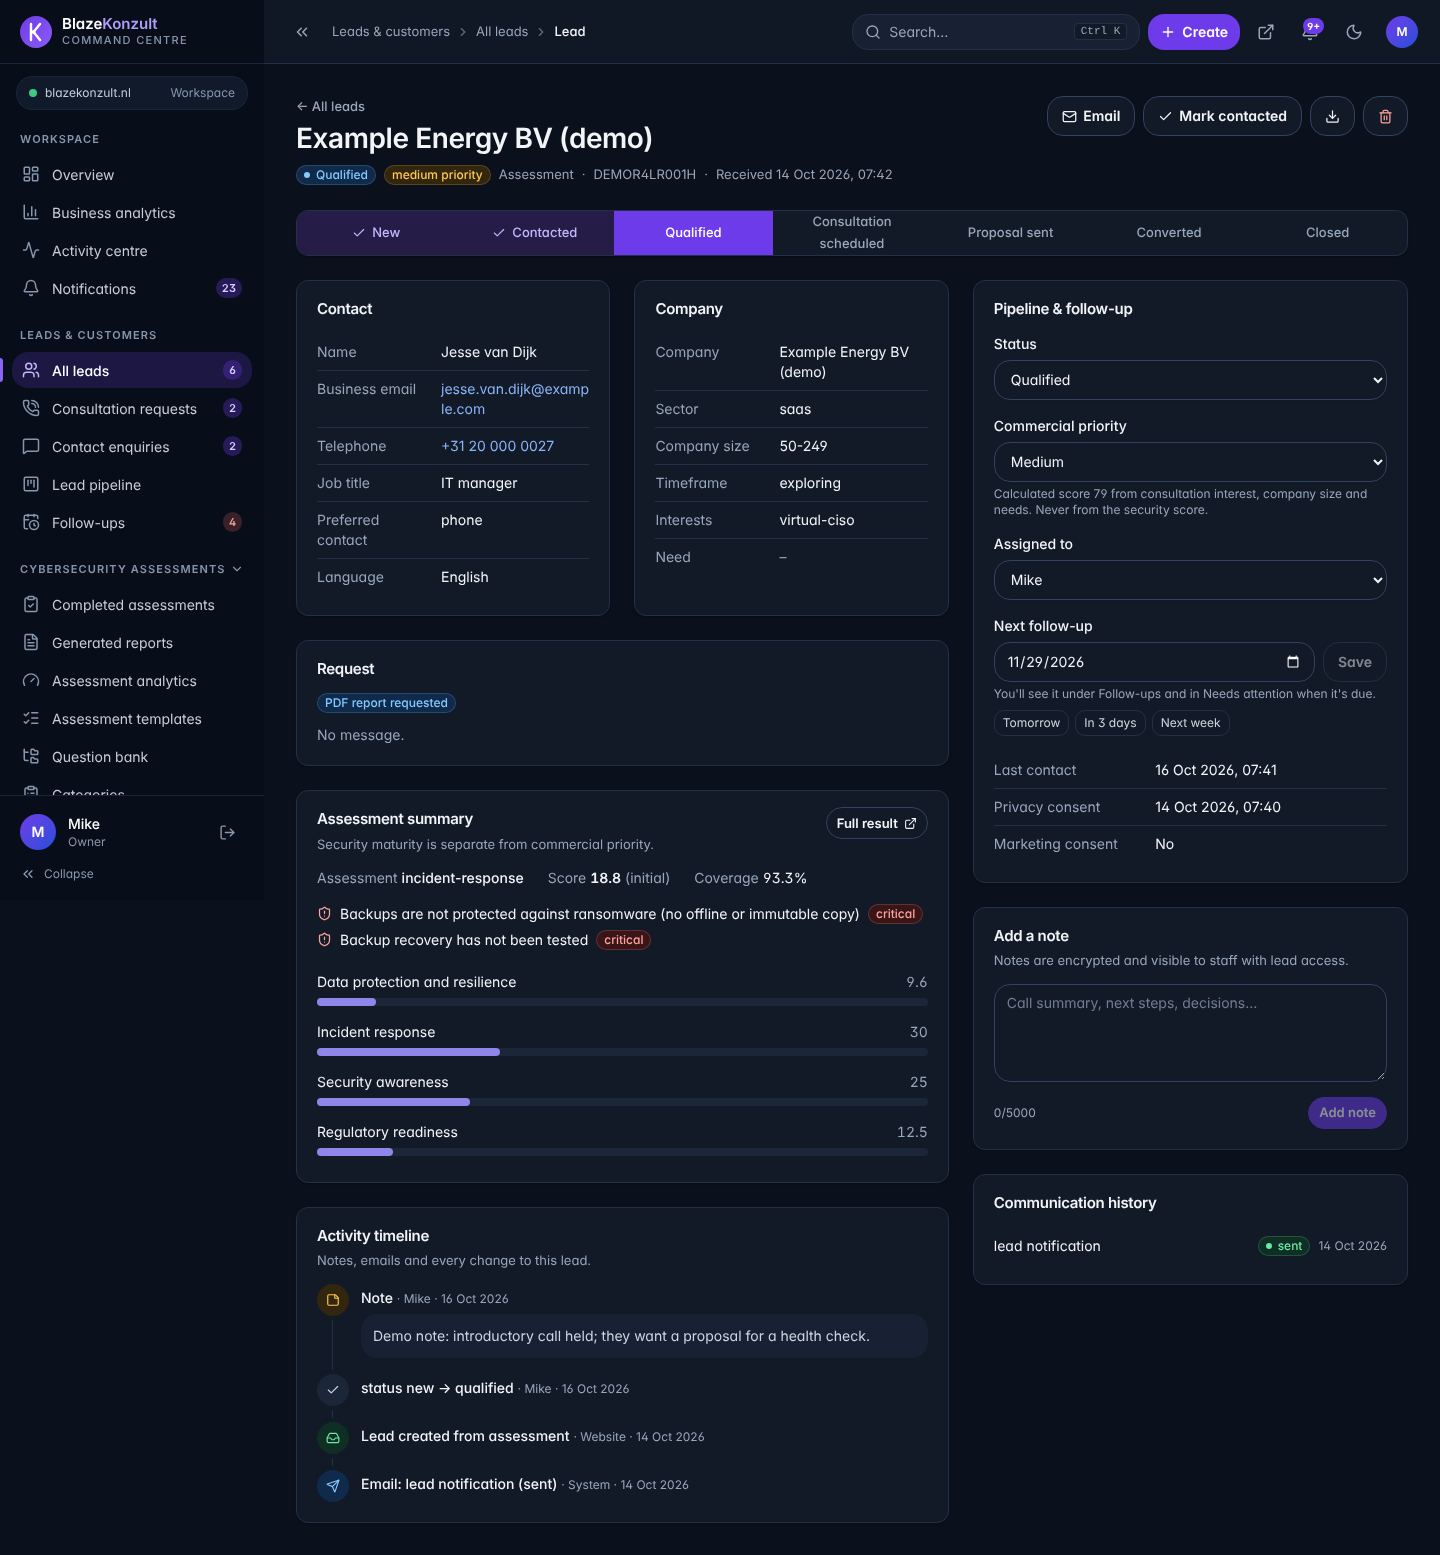 BlazeKonzult
COMMAND CENTRE
Leads & customers > All leads > Lead
Search...
Ctrl K
+ Create
9+
M
blazekonzult.nl
Workspace
WORKSPACE
Overview
Business analytics
Activity centre
Notifications
23
LEADS & CUSTOMERS
All leads
6
Consultation requests
2
Contact enquiries
2
Lead pipeline
Follow-ups
4
CYBERSECURITY ASSESSMENTS
Completed assessments
Generated reports
Assessment analytics
Assessment templates
Question bank
Categories
M
Mike
Owner
Collapse
← All leads
Example Energy BV (demo)
Qualified
medium priority
Assessment · DEMOR4LR001H · Received 14 Oct 2026, 07:42
Email
Mark contacted
New
Contacted
Qualified
Consultation
scheduled
Proposal sent
Converted
Closed
Contact
Name
Jesse van Dijk
Business email
jesse.van.dijk@examp
le.com
Telephone
+31 20 000 0027
Job title
IT manager
Preferred
contact
phone
Language
English
Company
Company
Example Energy BV
(demo)
Sector
saas
Company size
50-249
Timeframe
exploring
Interests
virtual-ciso
Need
–
Request
PDF report requested
No message.
Assessment summary
Full result
Security maturity is separate from commercial priority.
Assessment incident-response
Score 18.8 (initial)
Coverage 93.3%
Backups are not protected against ransomware (no offline or immutable copy)
critical
Backup recovery has not been tested
critical
Data protection and resilience
9.6
Incident response
30
Security awareness
25
Regulatory readiness
12.5
Activity timeline
Notes, emails and every change to this lead.
Note · Mike · 16 Oct 2026
Demo note: introductory call held; they want a proposal for a health check.
status new → qualified · Mike · 16 Oct 2026
Lead created from assessment · Website · 14 Oct 2026
Email: lead notification (sent) · System · 14 Oct 2026
Pipeline & follow-up
Status
Qualified
Commercial priority
Medium
Calculated score 79 from consultation interest, company size and
needs. Never from the security score.
Assigned to
Mike
Next follow-up
11/29/2026
Save
You'll see it under Follow-ups and in Needs attention when it's due.
Tomorrow
In 3 days
Next week
Last contact
16 Oct 2026, 07:41
Privacy consent
14 Oct 2026, 07:40
Marketing consent
No
Add a note
Notes are encrypted and visible to staff with lead access.
Call summary, next steps, decisions...
0/5000
Add note
Communication history
lead notification
sent
14 Oct 2026